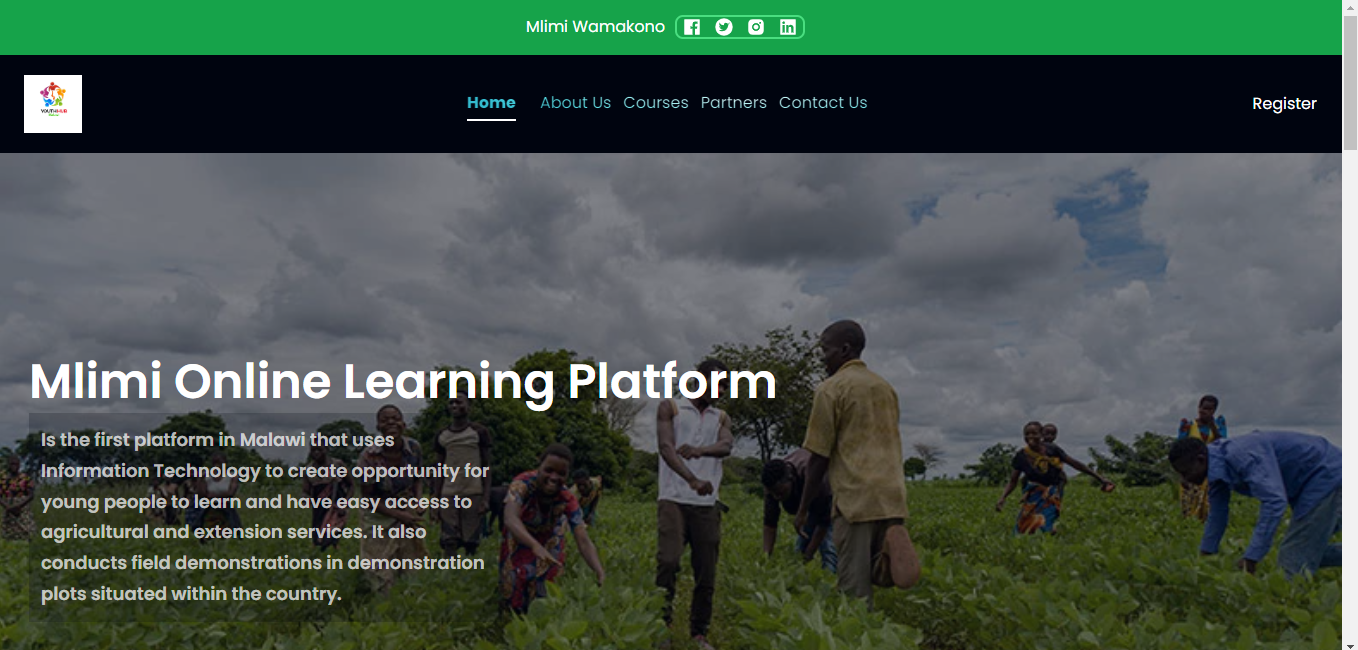 Mlimi Wamakono
YOUTHHUB
Home About Us Courses Partners Contact Us
Register
Mlimi Online Learning Platform
Is the first platform in Malawi that uses
Information Technology to create opportunity for
young people to learn and have easy access to
agricultural and extension services. It also
conducts field demonstrations in demonstration
plots situated within the country.